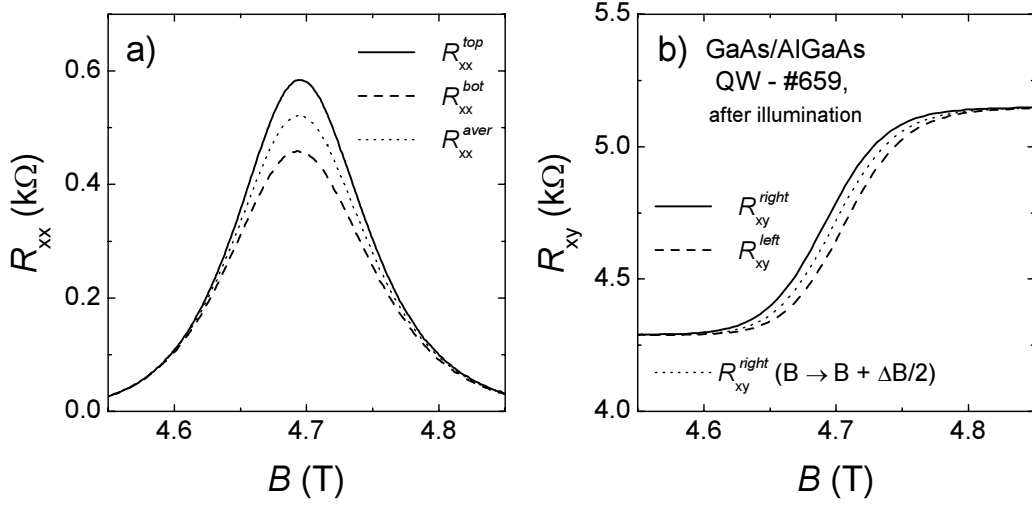 a)
R_xx^top
R_xx^bot
R_xx^aver
0.6
0.4
0.2
0.0
R_xx (kΩ)
4.6 4.7 4.8
B (T)
b)
GaAs/AlGaAs
QW - #659,
after illumination
R_xy^right
R_xy^left
R_xy^right (B → B + ΔB/2)
5.5
5.0
4.5
4.0
R_xy (kΩ)
4.6 4.7 4.8
B (T)